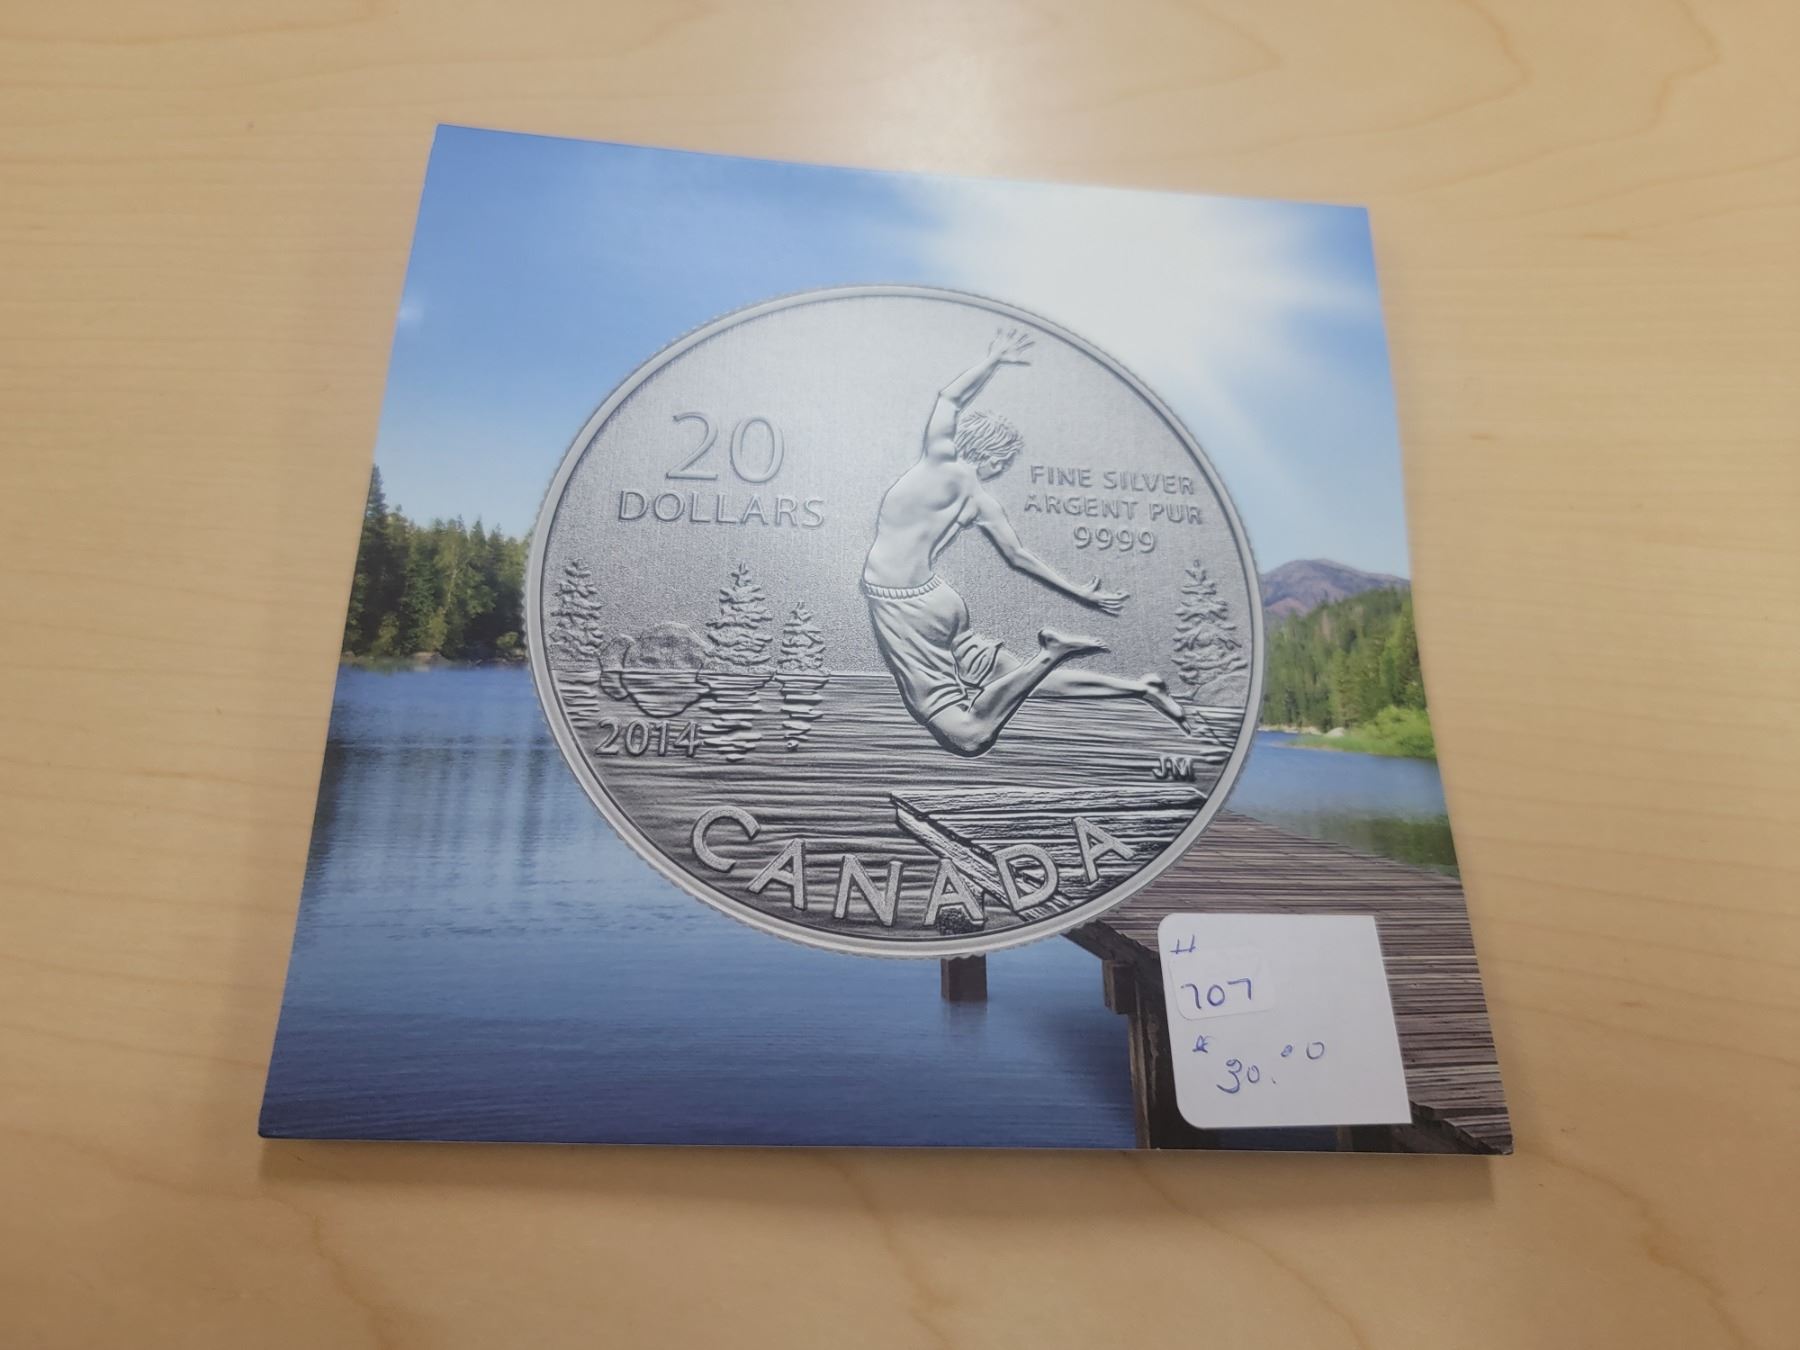 20
DOLLARS
FINE SILVER
ARGENT PUR
9999
2014
JM
CANADA
#
707
$30.00